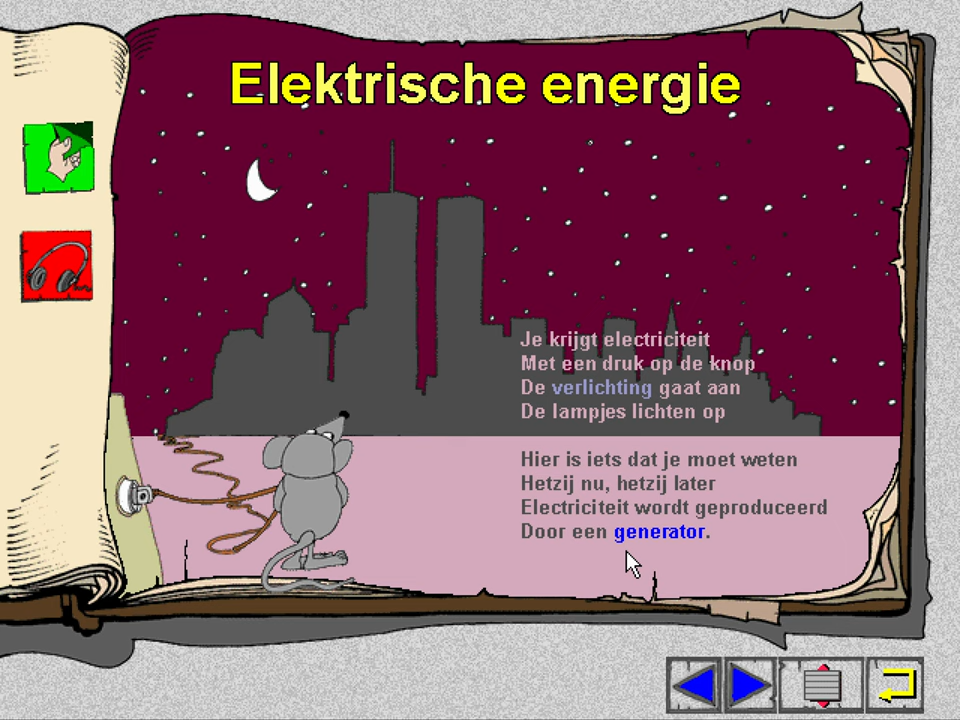 Elektrische energie
Je krijgt electriciteit
Met een druk op de knop
De verlichting gaat aan
De lampjes lichten op
Hier is iets dat je moet weten
Hetzij nu, hetzij later
Electriciteit wordt geproduceerd
Door een generator.